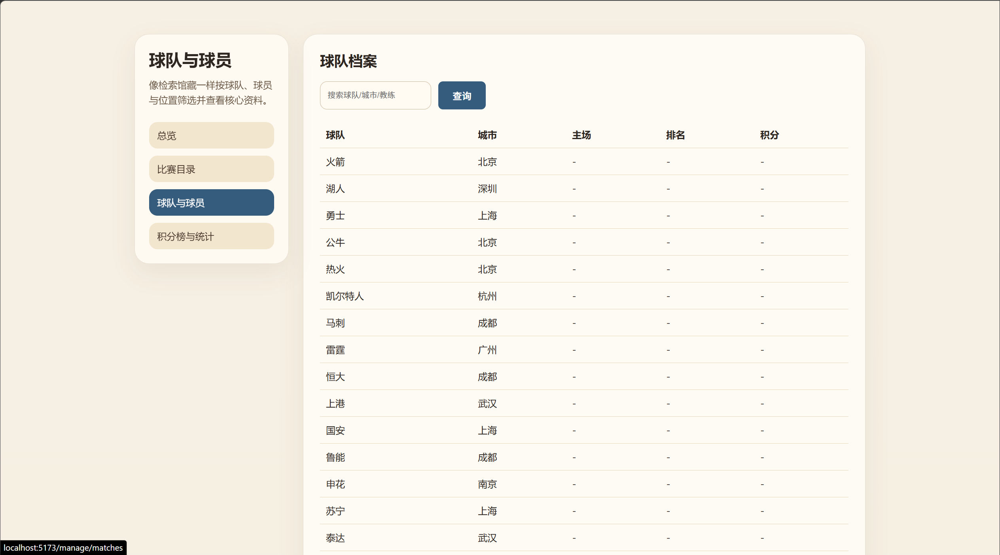 球队与球员
像检索馆藏一样按球队、球员
与位置筛选并查看核心资料。
总览
比赛目录
球队与球员
积分榜与统计
球队档案
搜索球队/城市/教练 查询
球队 城市 主场 排名 积分
火箭 北京 - - -
湖人 深圳 - - -
勇士 上海 - - -
公牛 北京 - - -
热火 北京 - - -
凯尔特人 杭州 - - -
马刺 成都 - - -
雷霆 广州 - - -
恒大 成都 - - -
上港 武汉 - - -
国安 上海 - - -
鲁能 成都 - - -
申花 南京 - - -
苏宁 上海 - - -
泰达 武汉 - - -
localhost:5173/manage/matches